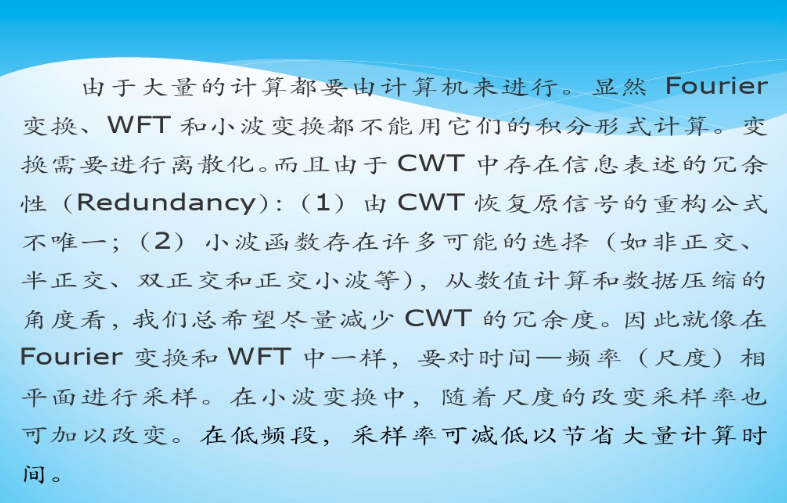 由于大量的计算都要由计算机来进行。显然 Fourier
变换、WFT 和小波变换都不能用它们的积分形式计算。变
换需要进行离散化。而且由于 CWT 中存在信息表述的冗余
性（Redundancy）:（1）由 CWT 恢复原信号的重构公式
不唯一；（2）小波函数存在许多可能的选择（如非正交、
半正交、双正交和正交小波等），从数值计算和数据压缩的
角度看，我们总希望尽量减少 CWT 的冗余度。因此就像在
Fourier 变换和 WFT 中一样，要对时间—频率（尺度）相
平面进行采样。在小波变换中，随着尺度的改变采样率也
可加以改变。在低频段，采样率可减低以节省大量计算时
间。